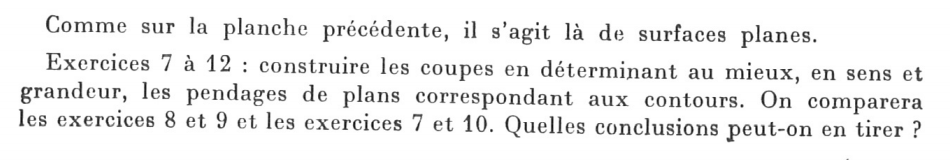 Comme sur la planche précédente, il s'agit là de surfaces planes.
Exercices 7 à 12 : construire les coupes en déterminant au mieux, en sens et
grandeur, les pendages de plans correspondant aux contours. On comparera
les exercices 8 et 9 et les exercices 7 et 10. Quelles conclusions peut-on en tirer ?